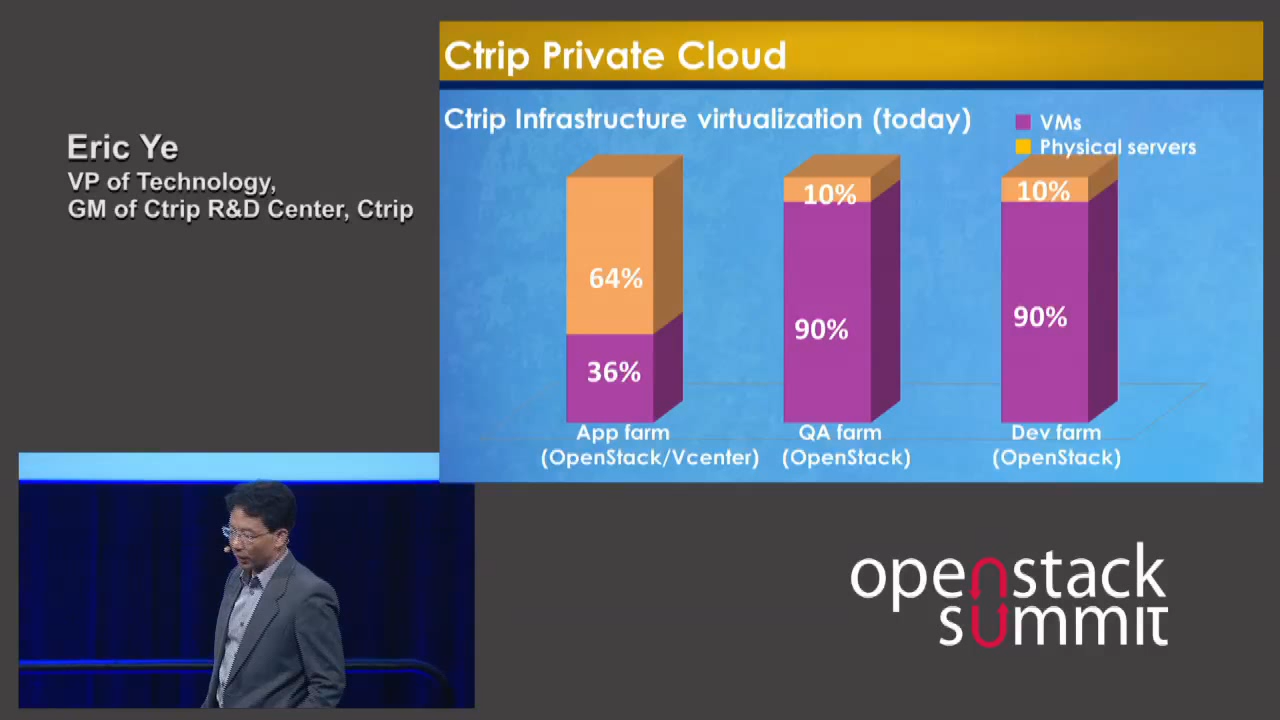 Eric Ye
VP of Technology,
GM of Ctrip R&D Center, Ctrip
Ctrip Private Cloud
Ctrip Infrastructure virtualization (today)
VMs
Physical servers
64%
36%
10%
90%
10%
90%
App farm
(OpenStack/Vcenter)
QA farm
(OpenStack)
Dev farm
(OpenStack)
openstack
summit